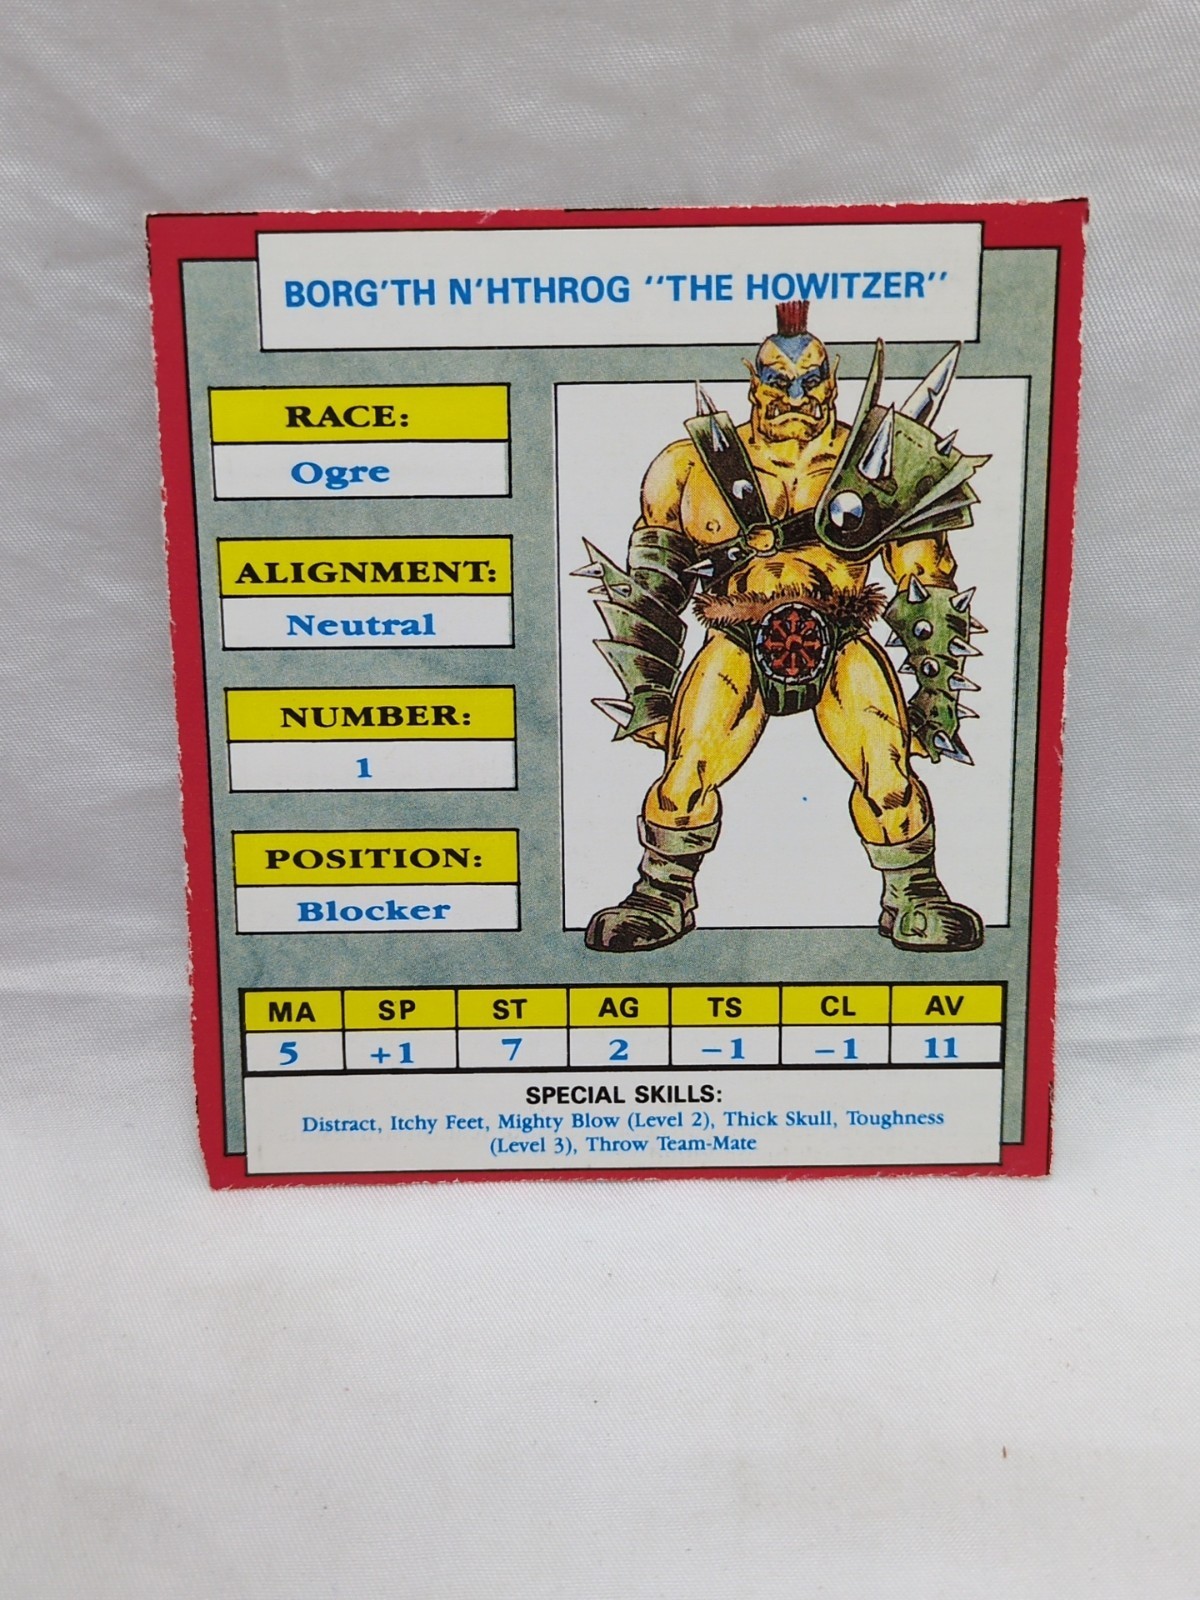 BORG'TH N'HTHROG "THE HOWITZER"
RACE:
Ogre
ALIGNMENT:
Neutral
NUMBER:
1
POSITION:
Blocker
MA SP ST AG TS CL AV
5 +1 7 2 -1 -1 11
SPECIAL SKILLS:
Distract, Itchy Feet, Mighty Blow (Level 2), Thick Skull, Toughness
(Level 3), Throw Team-Mate